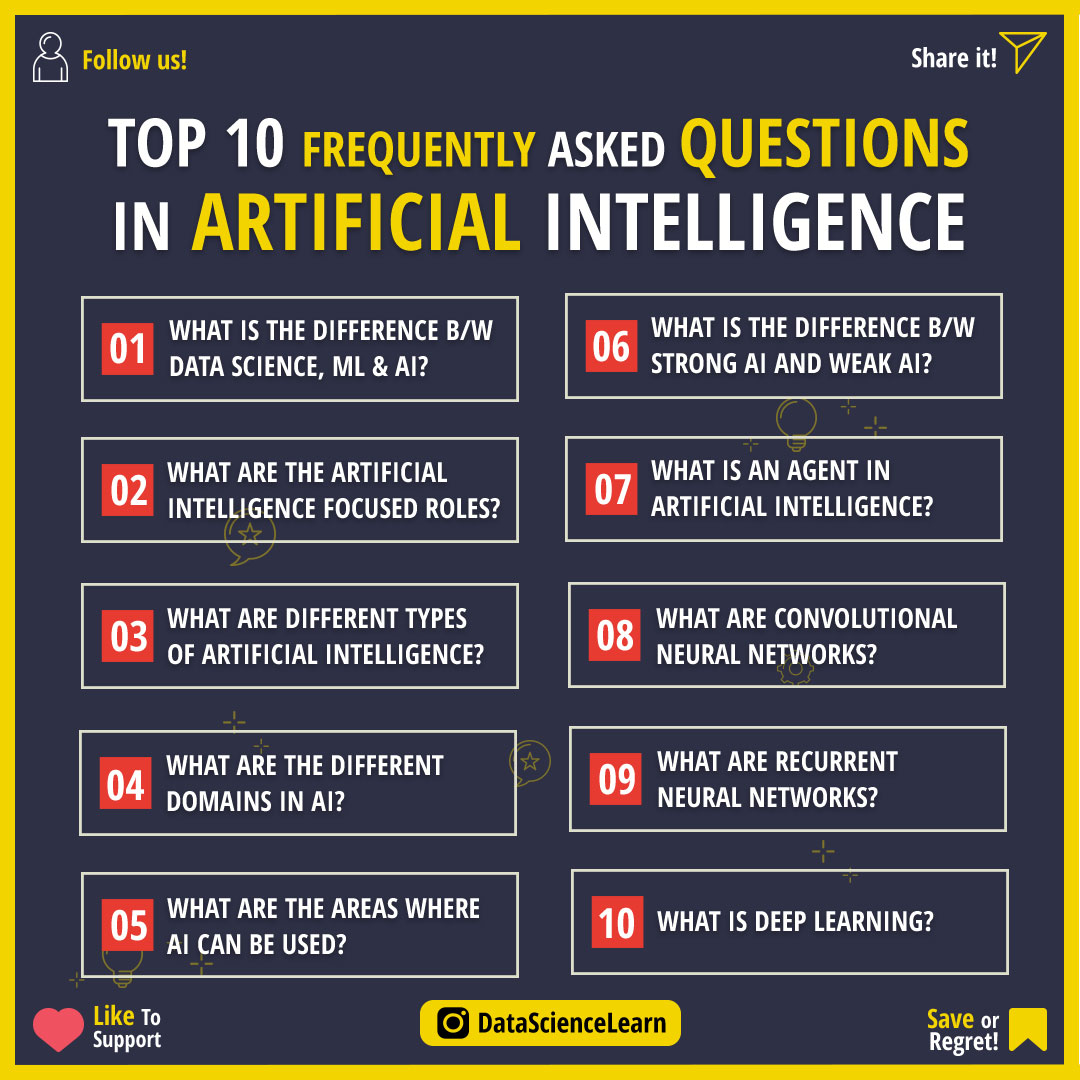 Follow us!
Share it!
TOP 10 FREQUENTLY ASKED QUESTIONS
IN ARTIFICIAL INTELLIGENCE
01
WHAT IS THE DIFFERENCE B/W
DATA SCIENCE, ML & AI?
02
WHAT ARE THE ARTIFICIAL
INTELLIGENCE FOCUSED ROLES?
03
WHAT ARE DIFFERENT TYPES
OF ARTIFICIAL INTELLIGENCE?
04
WHAT ARE THE DIFFERENT
DOMAINS IN AI?
05
WHAT ARE THE AREAS WHERE
AI CAN BE USED?
06
WHAT IS THE DIFFERENCE B/W
STRONG AI AND WEAK AI?
07
WHAT IS AN AGENT IN
ARTIFICIAL INTELLIGENCE?
08
WHAT ARE CONVOLUTIONAL
NEURAL NETWORKS?
09
WHAT ARE RECURRENT
NEURAL NETWORKS?
10
WHAT IS DEEP LEARNING?
Like To
Support
DataScienceLearn
Save or
Regret!